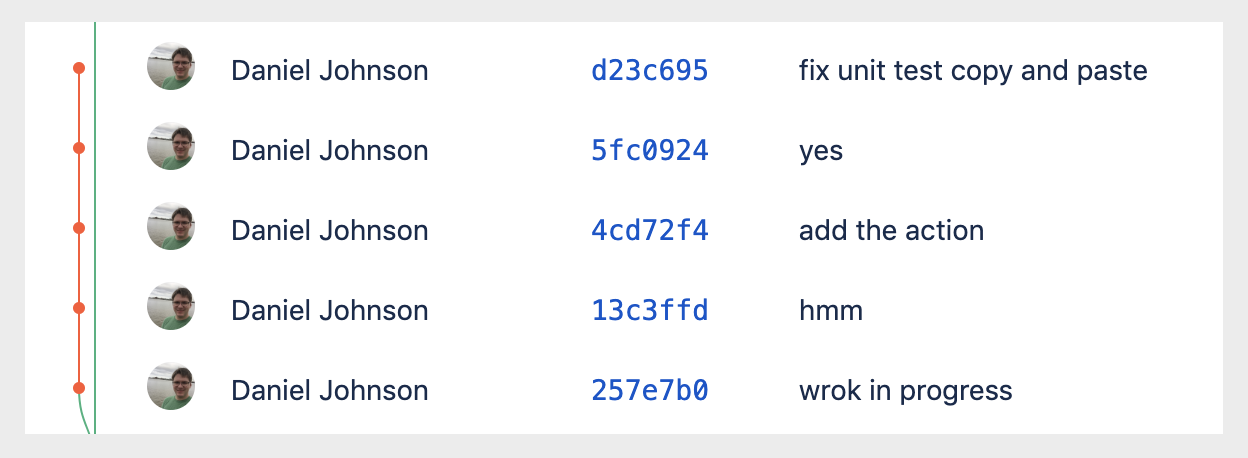 Daniel Johnson d23c695 fix unit test copy and paste
Daniel Johnson 5fc0924 yes
Daniel Johnson 4cd72f4 add the action
Daniel Johnson 13c3ffd hmm
Daniel Johnson 257e7b0 wrok in progress